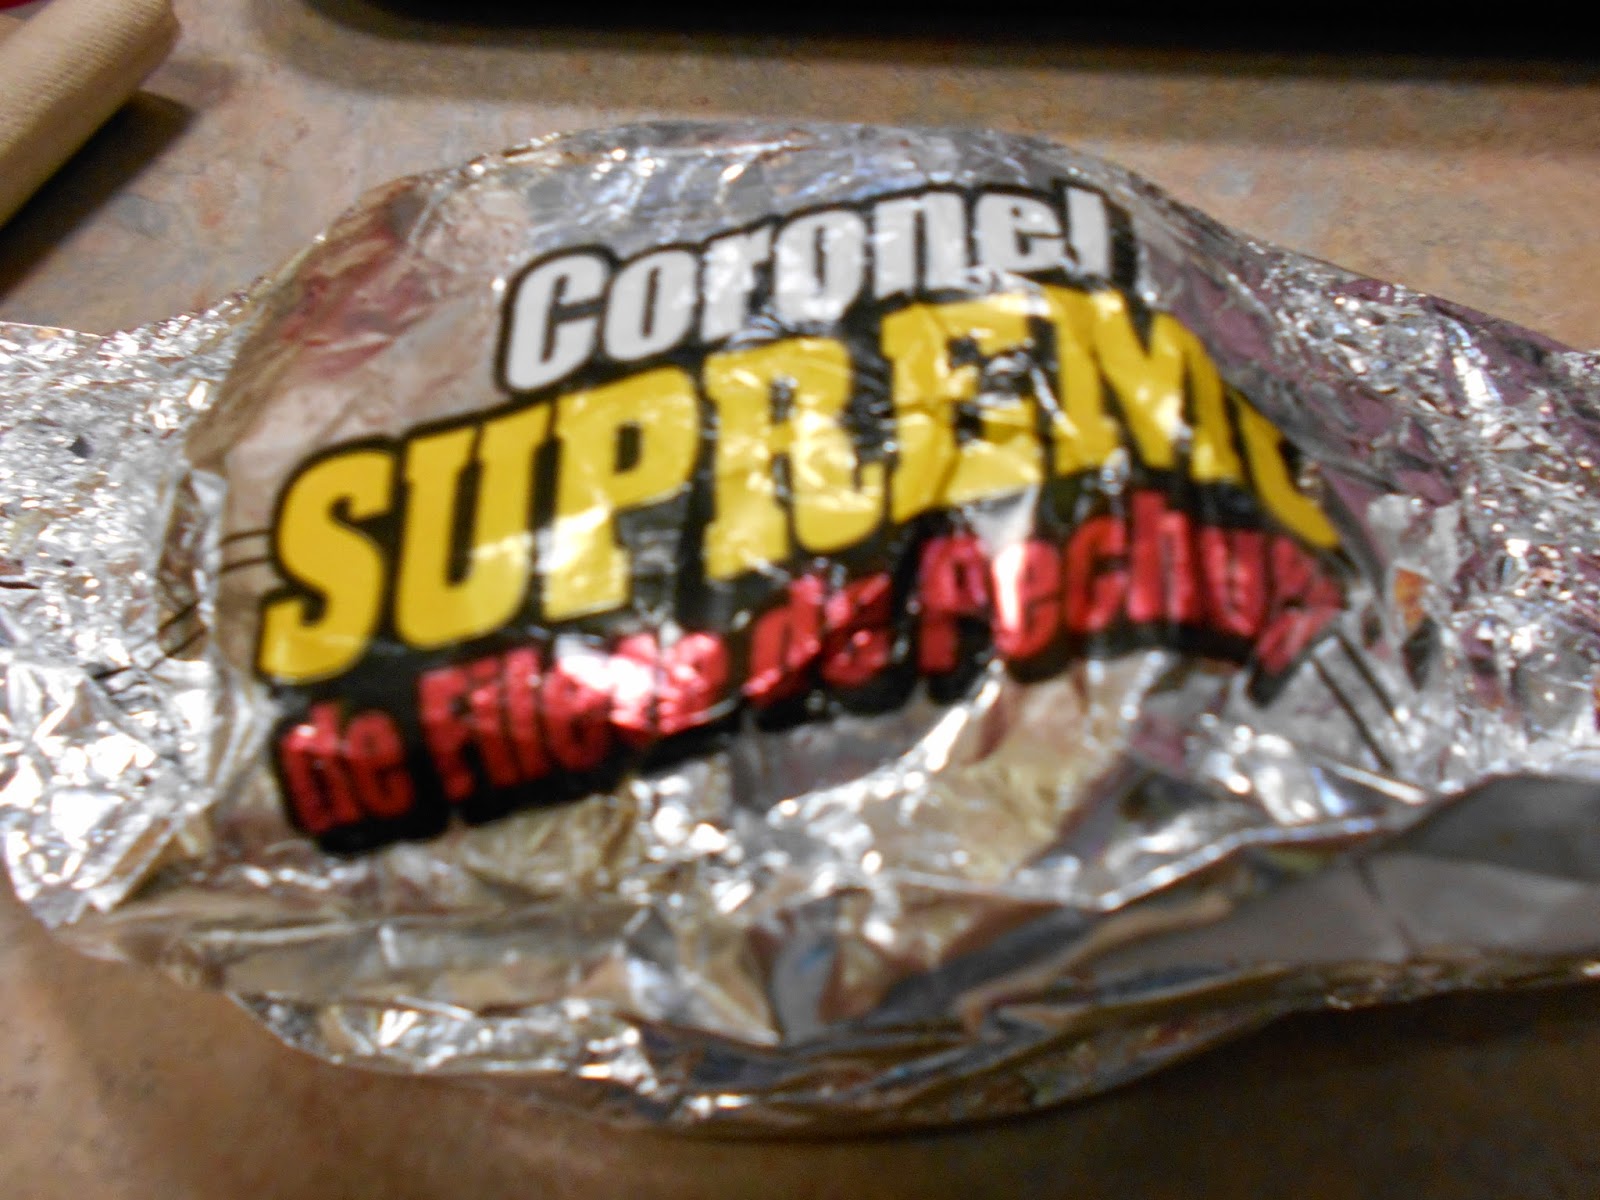 Coronel
SUPREMO
de Filete de Pechuga